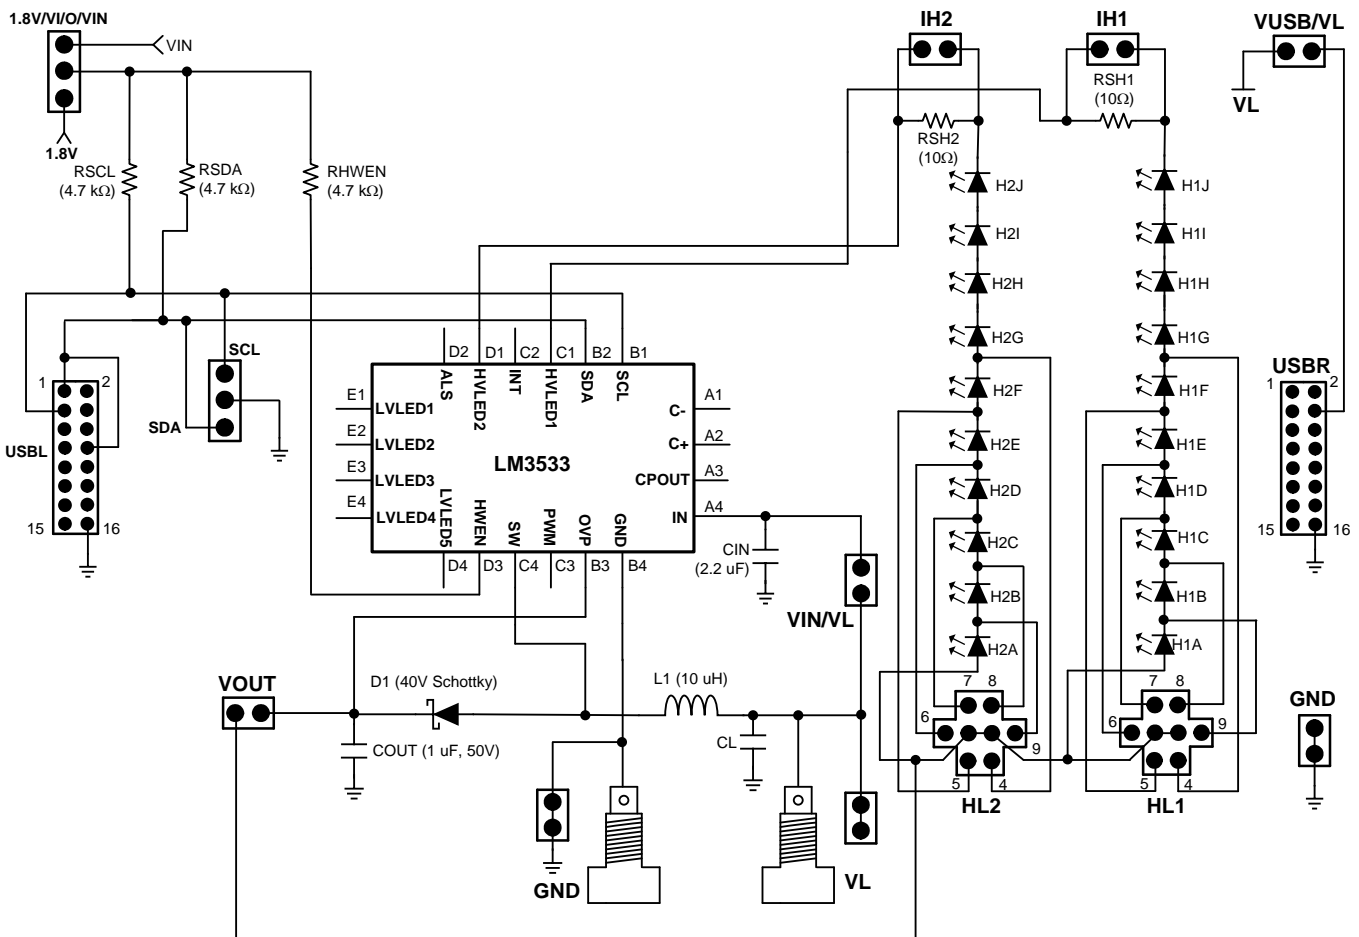 1.8V/VI/O/VIN
VIN
1.8V
RSCL
(4.7 kΩ)
RSDA
(4.7 kΩ)
RHWEN
(4.7 kΩ)
IH2
RSH2
(10Ω)
IH1
RSH1
(10Ω)
VUSB/VL
VL
H2J
H2I
H2H
H2G
H2F
H2E
H2D
H2C
H2B
H2A
H1J
H1I
H1H
H1G
H1F
H1E
H1D
H1C
H1B
H1A
SCL
SDA
1
2
USBL
15
16
D2
D1
C2
C1
B2
B1
ALS
HVLED2
INT
HVLED1
SDA
SCL
E1
LVLED1
E2
LVLED2
E3
LVLED3
E4
LVLED4
LM3533
C-
A1
C+
A2
CPOUT
A3
IN
A4
LVLED5
HWEN
SW
PWM
OVP
GND
D4
D3
C4
C3
B3
B4
CIN
(2.2 uF)
VIN/VL
USBR
1
2
15
16
VOUT
D1 (40V Schottky)
L1 (10 uH)
COUT (1 uF, 50V)
CL
GND
VL
7
8
6
9
5
4
HL2
7
8
6
9
5
4
HL1
GND